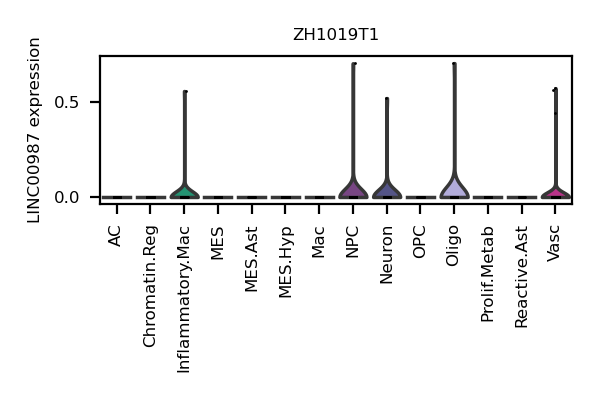 ZH1019T1
LINC00987 expression
0.5
0.0
AC
Chromatin.Reg
Inflammatory.Mac
MES
MES.Ast
MES.Hyp
Mac
NPC
Neuron
OPC
Oligo
Prolif.Metab
Reactive.Ast
Vasc